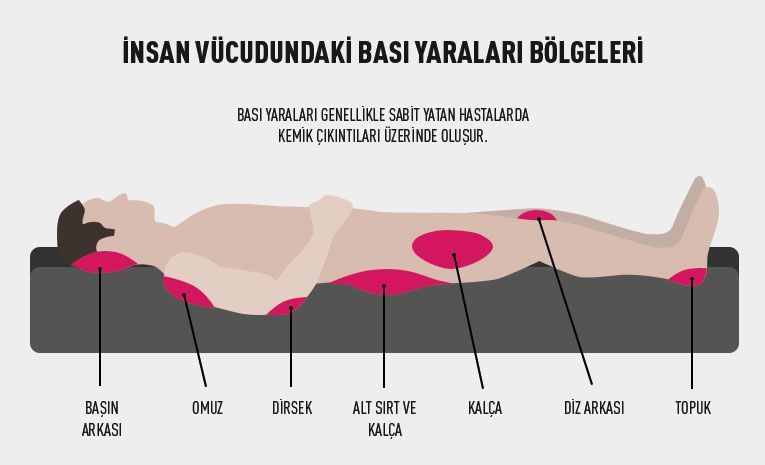 İNSAN VÜCUDUNDAKİ BASI YARALARI BÖLGELERİ
BASI YARALARI GENELLİKLE SABİT YATAN HASTALARDA
KEMİK ÇIKINTILARI ÜZERİNDE OLUŞUR.
BAŞIN
ARKASI
OMUZ
DİRSEK
ALT SIRT VE
KALÇA
KALÇA
DİZ ARKASI
TOPUK